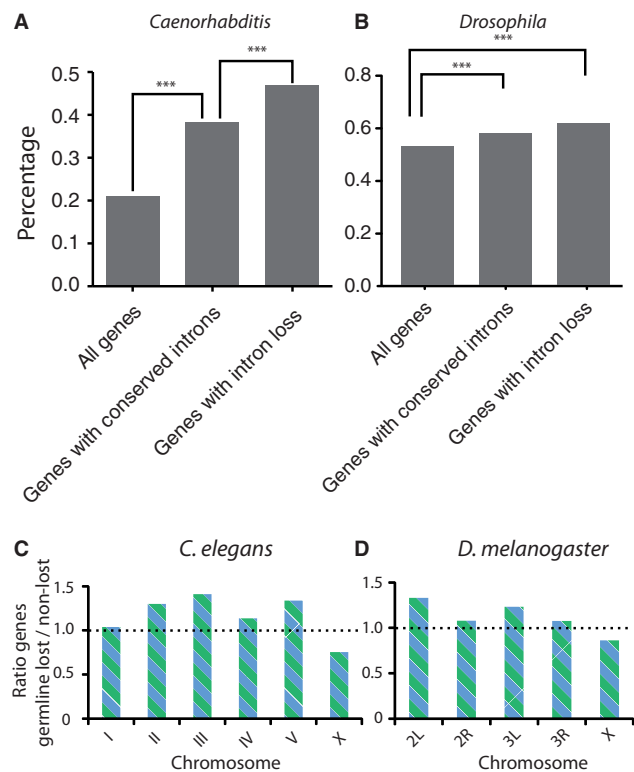 A
Caenorhabditis
B
Drosophila
Percentage
0.5
0.4
0.3
0.2
0.1
0.0
***
***
All genes
Genes with conserved introns
Genes with intron loss
0.8
0.6
0.4
0.2
0.0
***
***
All genes
Genes with conserved introns
Genes with intron loss
C
C. elegans
D
D. melanogaster
Ratio genes
germline lost / non-lost
1.5
1.0
0.5
0
I
II
III
IV
V
X
Chromosome
1.5
1.0
0.5
0
2L
2R
3L
3R
X
Chromosome